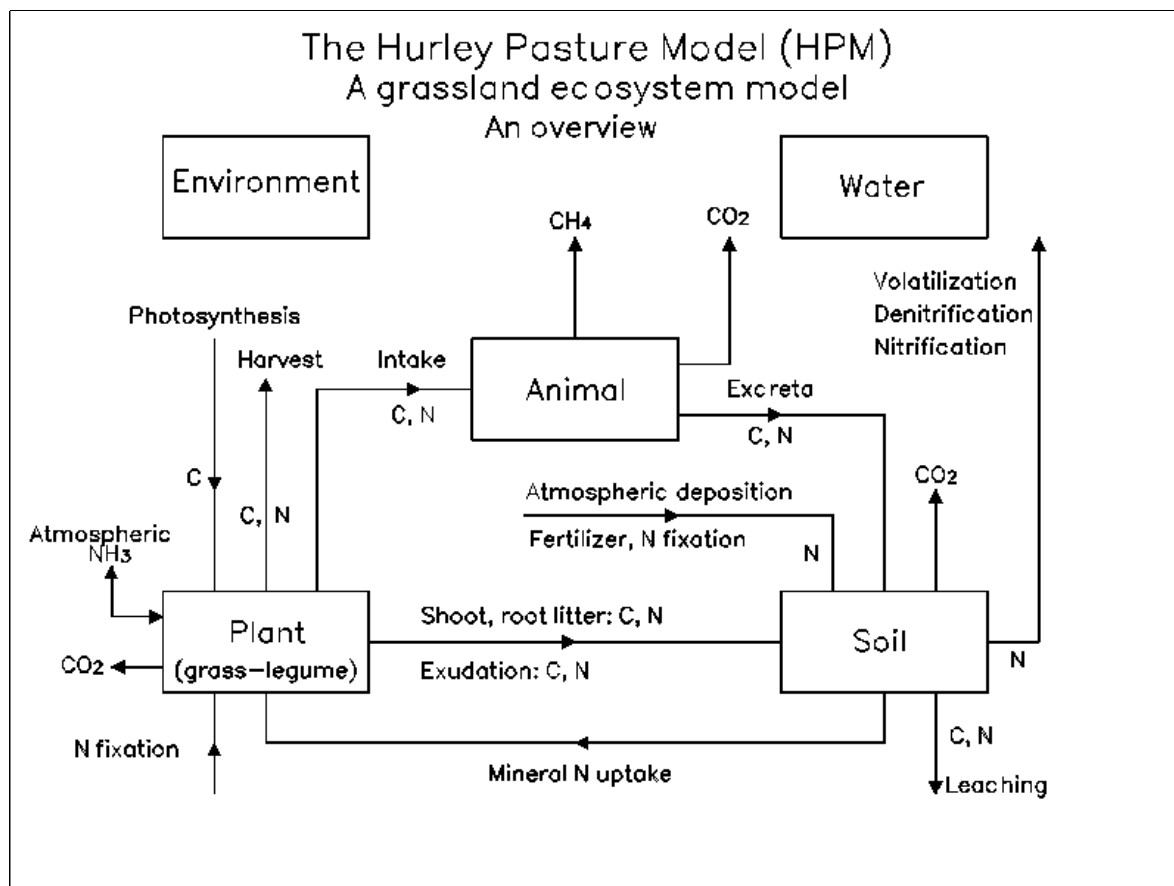 The Hurley Pasture Model (HPM)
A grassland ecosystem model
An overview
Environment
Water
CH4
CO2
Volatilization
Denitrification
Nitrification
Photosynthesis
Harvest
Intake
C, N
Animal
Excreta
C, N
C
C, N
Atmospheric deposition
Fertilizer, N fixation
N
CO2
Atmospheric
NH3
Plant
(grass-legume)
CO2
N fixation
Shoot, root litter: C, N
Exudation: C, N
Soil
N
Mineral N uptake
C, N
Leaching